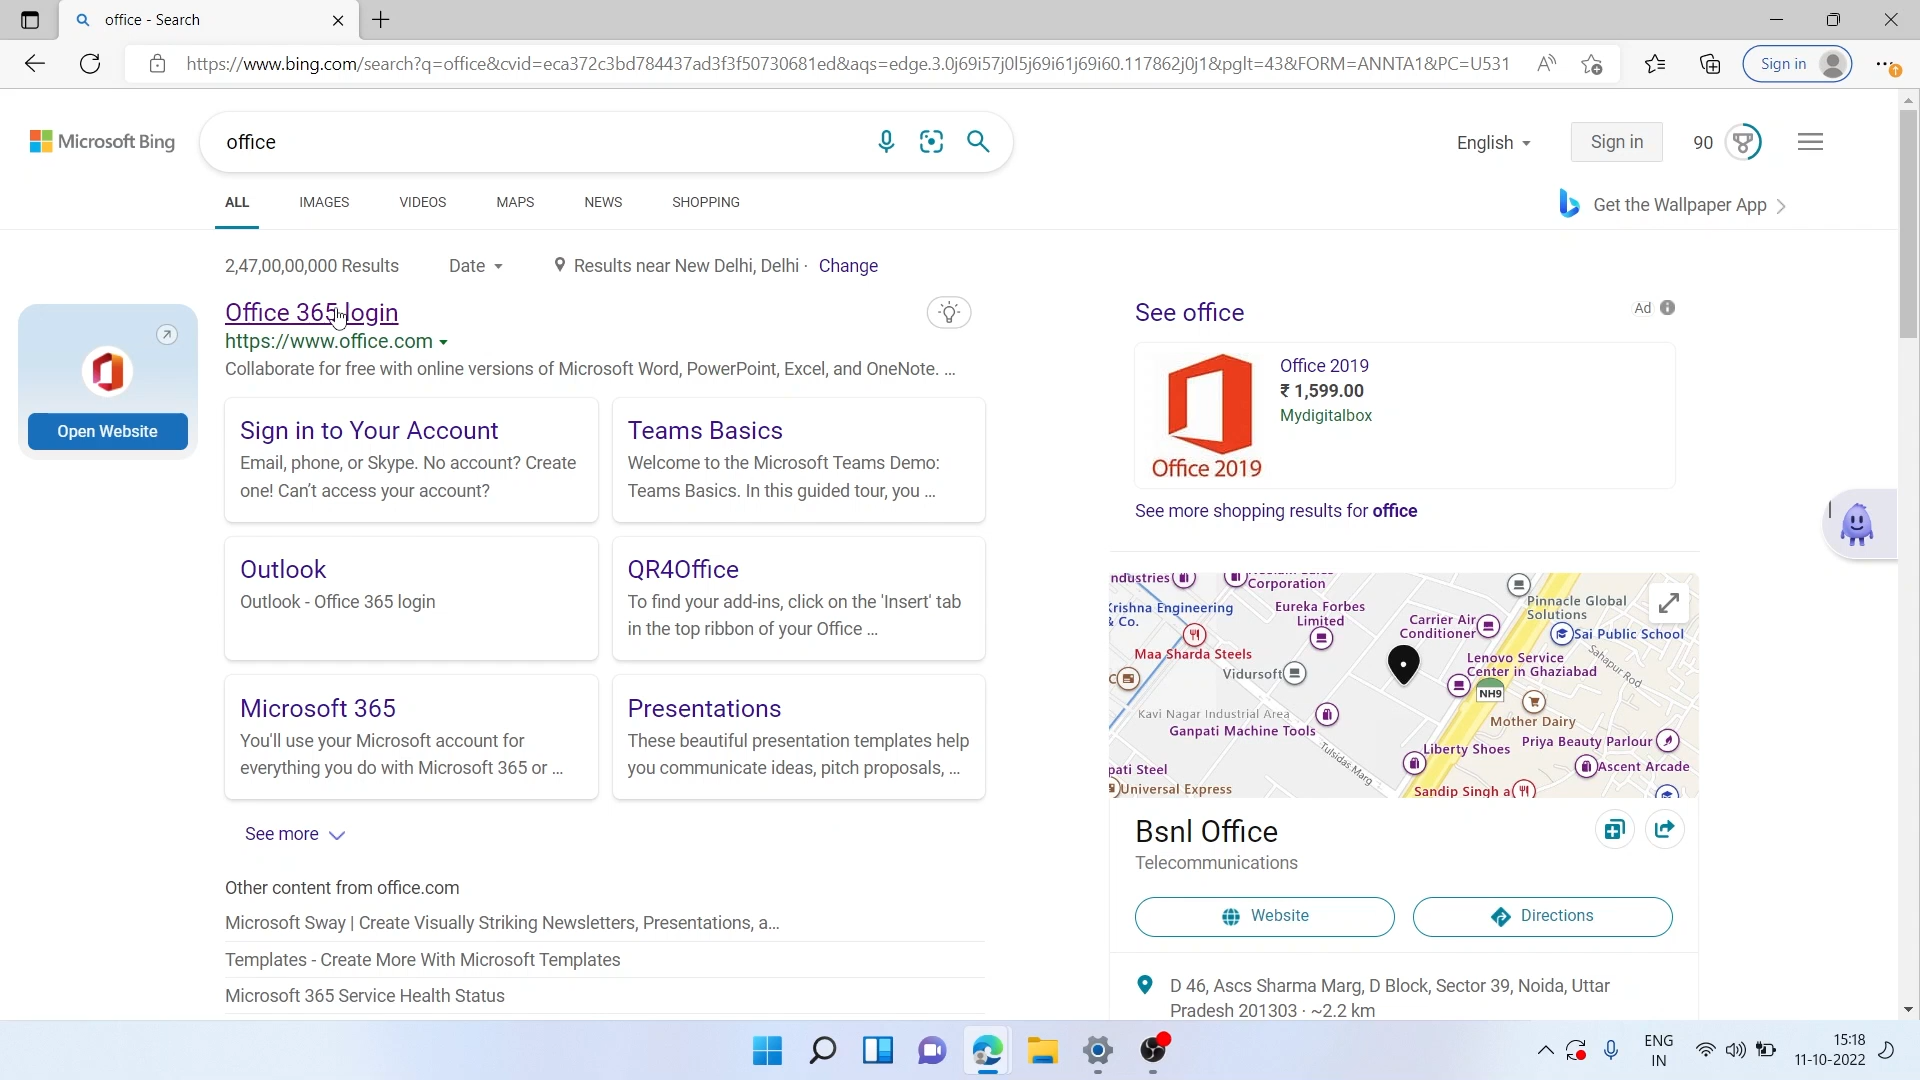 office - Search
https://www.bing.com/search?q=office&cvid=eca372c3bd784437ad3f3f50730681ed&aqs=edge.3.0j69i57j0l5j69i61j69i60.117862j0j1&pglt=43&FORM=ANNTA1&PC=U531
Sign in
Microsoft Bing
office
English
Sign in
90
ALL
IMAGES
VIDEOS
MAPS
NEWS
SHOPPING
Get the Wallpaper App
2,47,00,00,000 Results
Date
Results near New Delhi, Delhi · Change
Open Website
Office 365 login
https://www.office.com
Collaborate for free with online versions of Microsoft Word, PowerPoint, Excel, and OneNote. ...
Sign in to Your Account
Email, phone, or Skype. No account? Create
one! Can't access your account?
Teams Basics
Welcome to the Microsoft Teams Demo:
Teams Basics. In this guided tour, you ...
Outlook
Outlook - Office 365 login
QR4Office
To find your add-ins, click on the 'Insert' tab
in the top ribbon of your Office ...
Microsoft 365
You'll use your Microsoft account for
everything you do with Microsoft 365 or ...
Presentations
These beautiful presentation templates help
you communicate ideas, pitch proposals, ...
See more
Other content from office.com
Microsoft Sway | Create Visually Striking Newsletters, Presentations, a...
Templates - Create More With Microsoft Templates
Microsoft 365 Service Health Status
See office
Ad
Office 2019
Office 2019
₹ 1,599.00
Mydigitalbox
See more shopping results for office
ndustries
Corporation
Krishna Engineering
& Co.
Eureka Forbes
Limited
Pinnacle Global
Solutions
Carrier Air
Conditioner
Sai Public School
Maa Sharda Steels
Vidursoft
Lenovo Service
Center in Ghaziabad
Sahapur Rod
NH9
Kavi Nagar Industrial Area
Ganpati Machine Tools
Mother Dairy
Tulsidas Marg
Liberty Shoes
Priya Beauty Parlour
pati Steel
Ascent Arcade
Universal Express
Sandip Singh a
Bsnl Office
Telecommunications
Website
Directions
D 46, Ascs Sharma Marg, D Block, Sector 39, Noida, Uttar
Pradesh 201303 · ~2.2 km
ENG
IN
15:18
11-10-2022